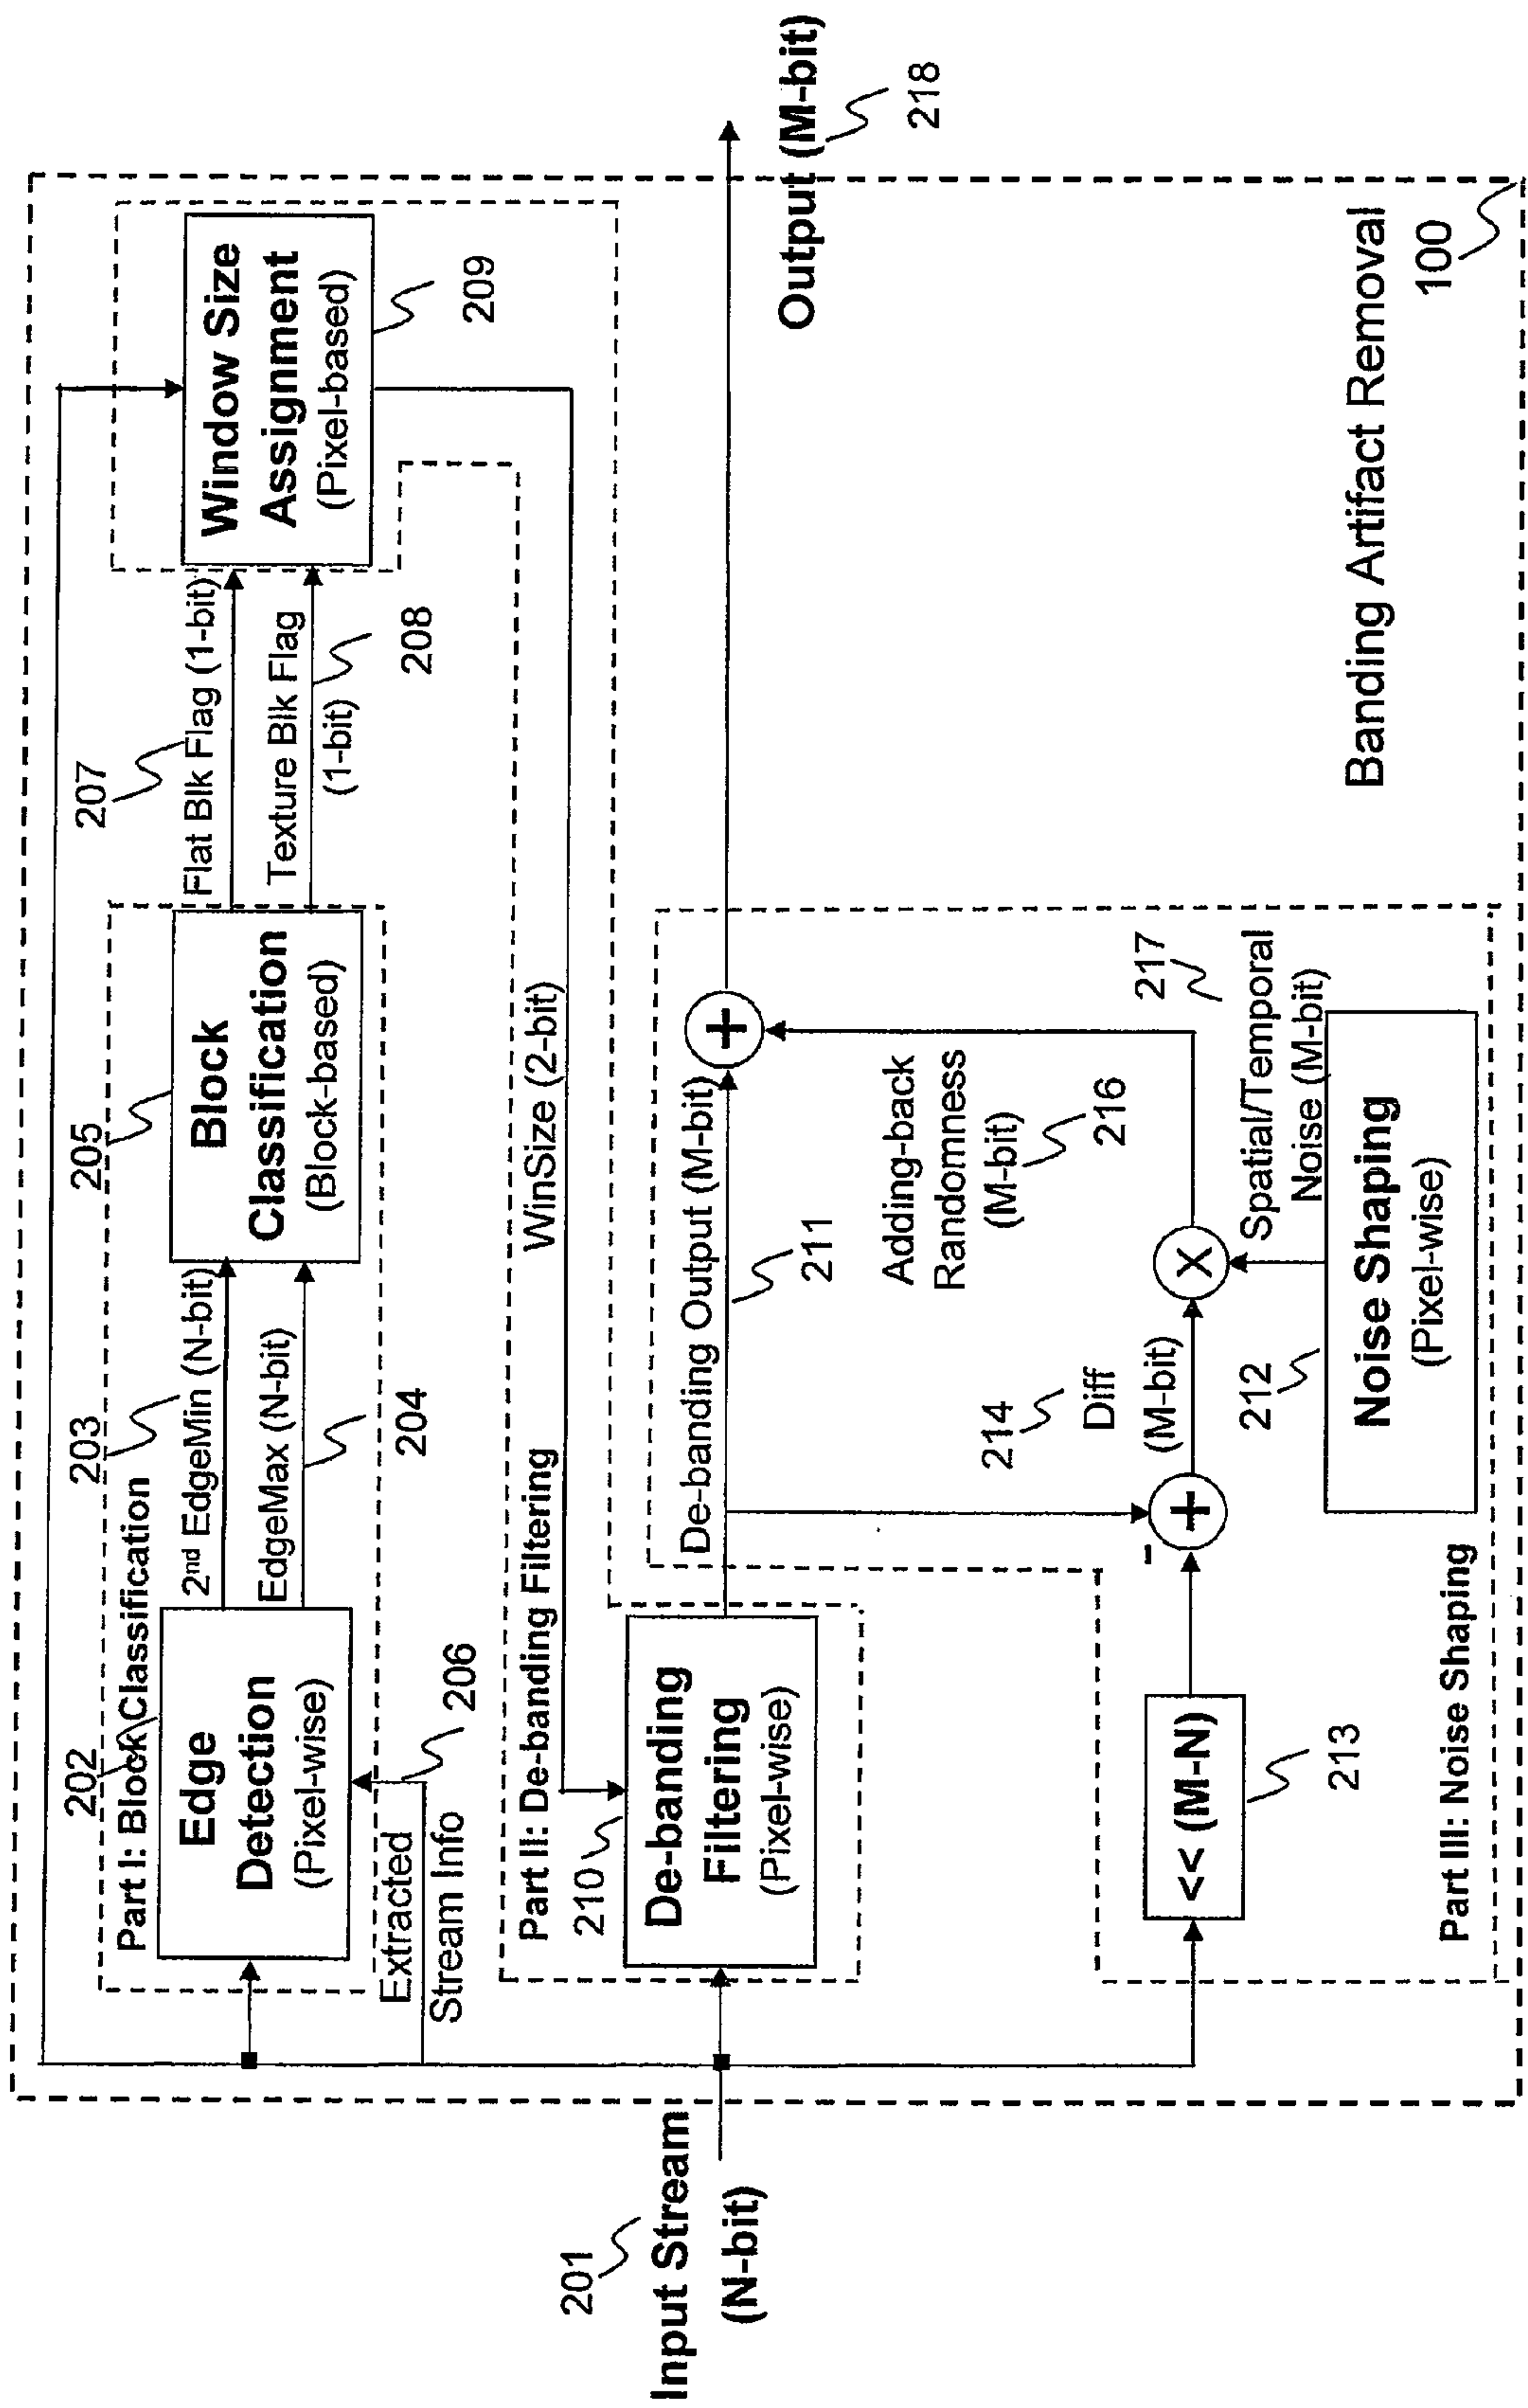 201
Input Stream
(N-bit)
Part I: Block Classification
202
Edge
Detection
(Pixel-wise)
203
2nd EdgeMin (N-bit)
EdgeMax (N-bit)
204
205
Block
Classification
(Block-based)
Extracted
Stream Info
206
207
Flat Blk Flag (1-bit)
Texture Blk Flag
(1-bit)
208
Window Size
Assignment
(Pixel-based)
209
Part II: De-banding Filtering
WinSize (2-bit)
210
De-banding
Filtering
(Pixel-wise)
De-banding Output (M-bit)
211
+
Output (M-bit)
218
Adding-back
Randomness
(M-bit)
216
214
Diff
(M-bit)
<< (M-N)
213
-
+
X
217
Spatial/Temporal
Noise (M-bit)
212
Noise Shaping
(Pixel-wise)
Part III: Noise Shaping
Banding Artifact Removal
100